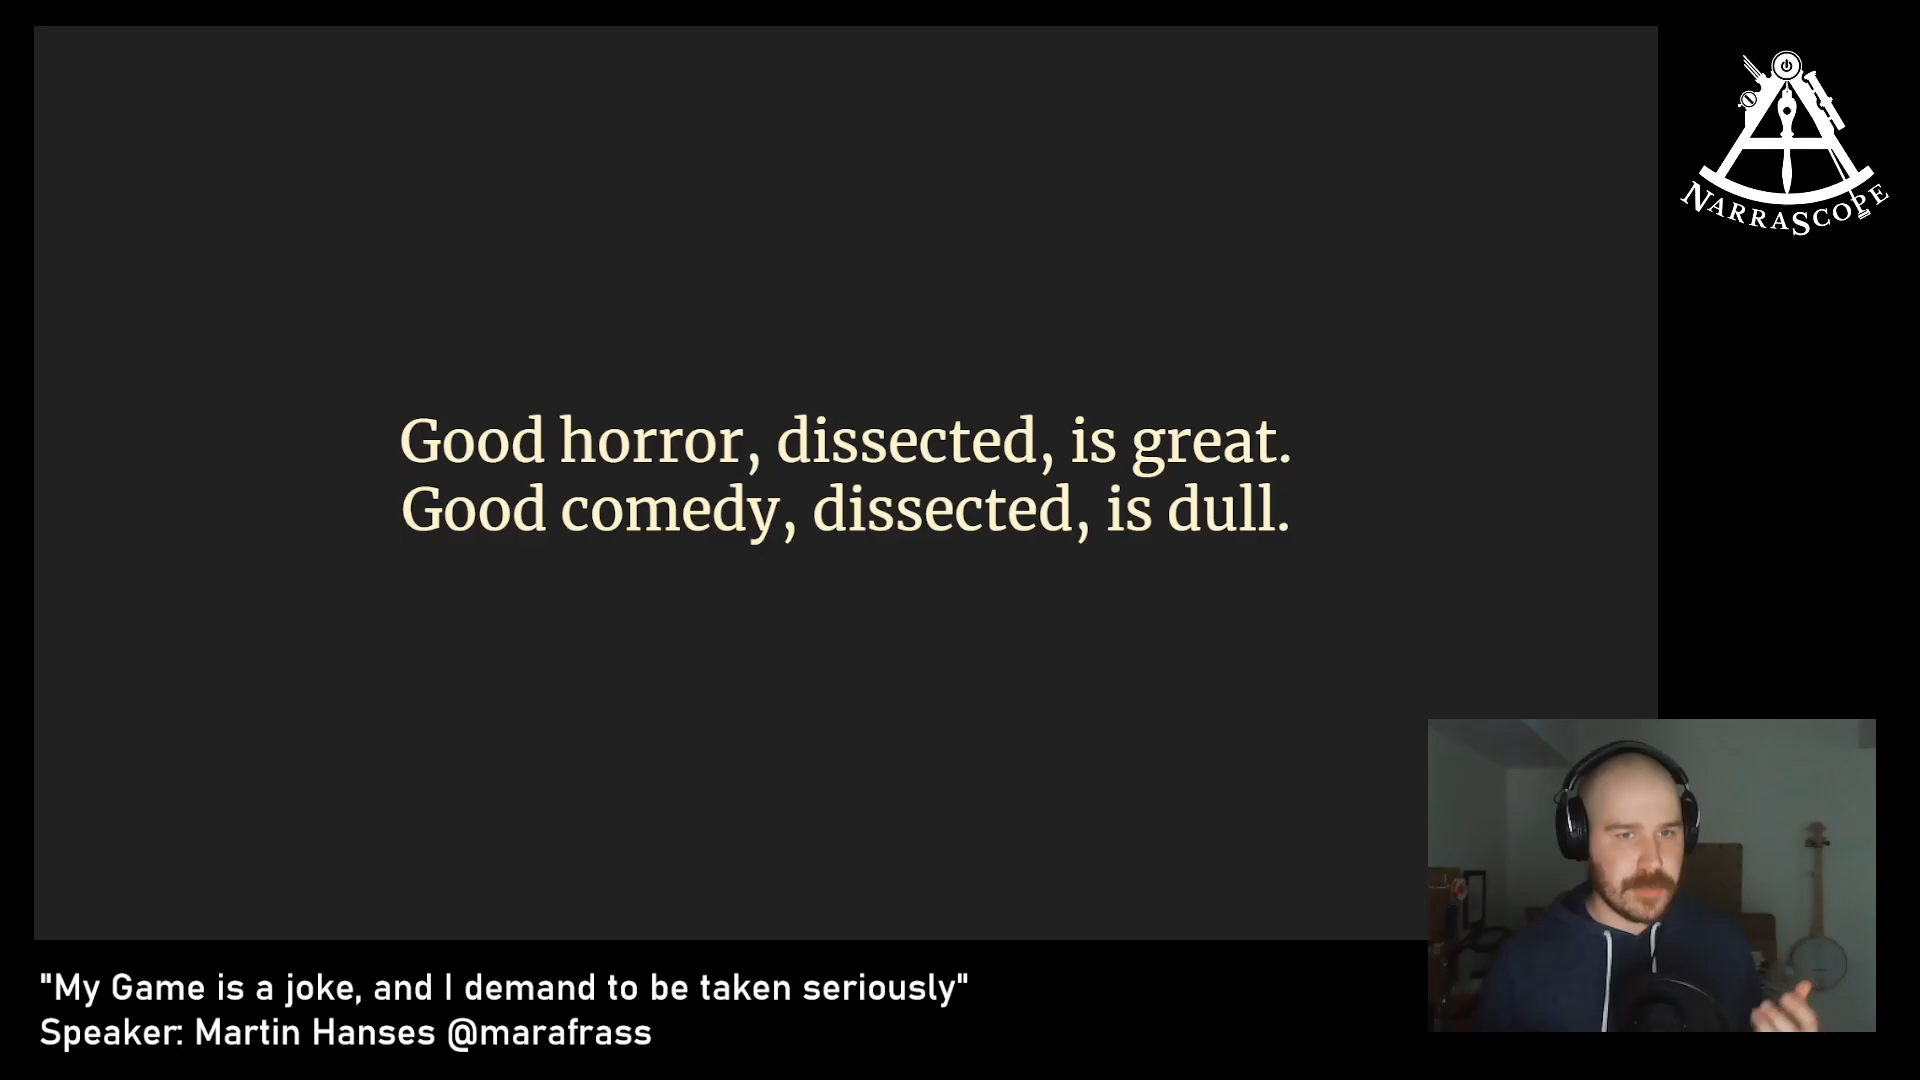 Good horror, dissected, is great.
Good comedy, dissected, is dull.
NARRASCOPE
"My Game is a joke, and I demand to be taken seriously"
Speaker: Martin Hanses @marafrass